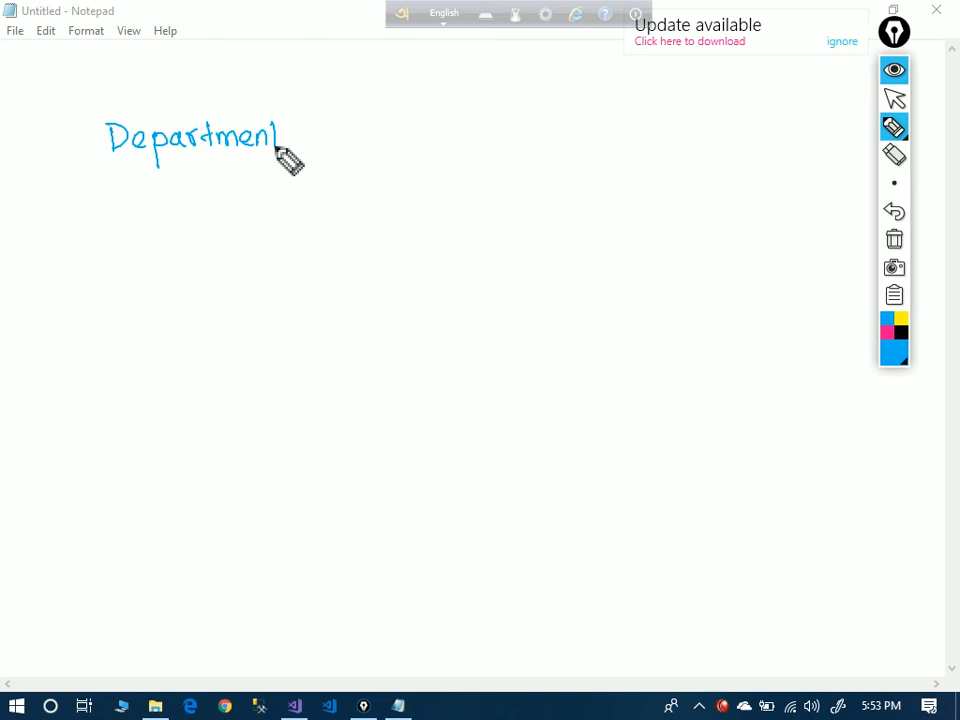 Untitled - Notepad
English
Update available
Click here to download
ignore
File Edit Format View Help
Department
5:53 PM